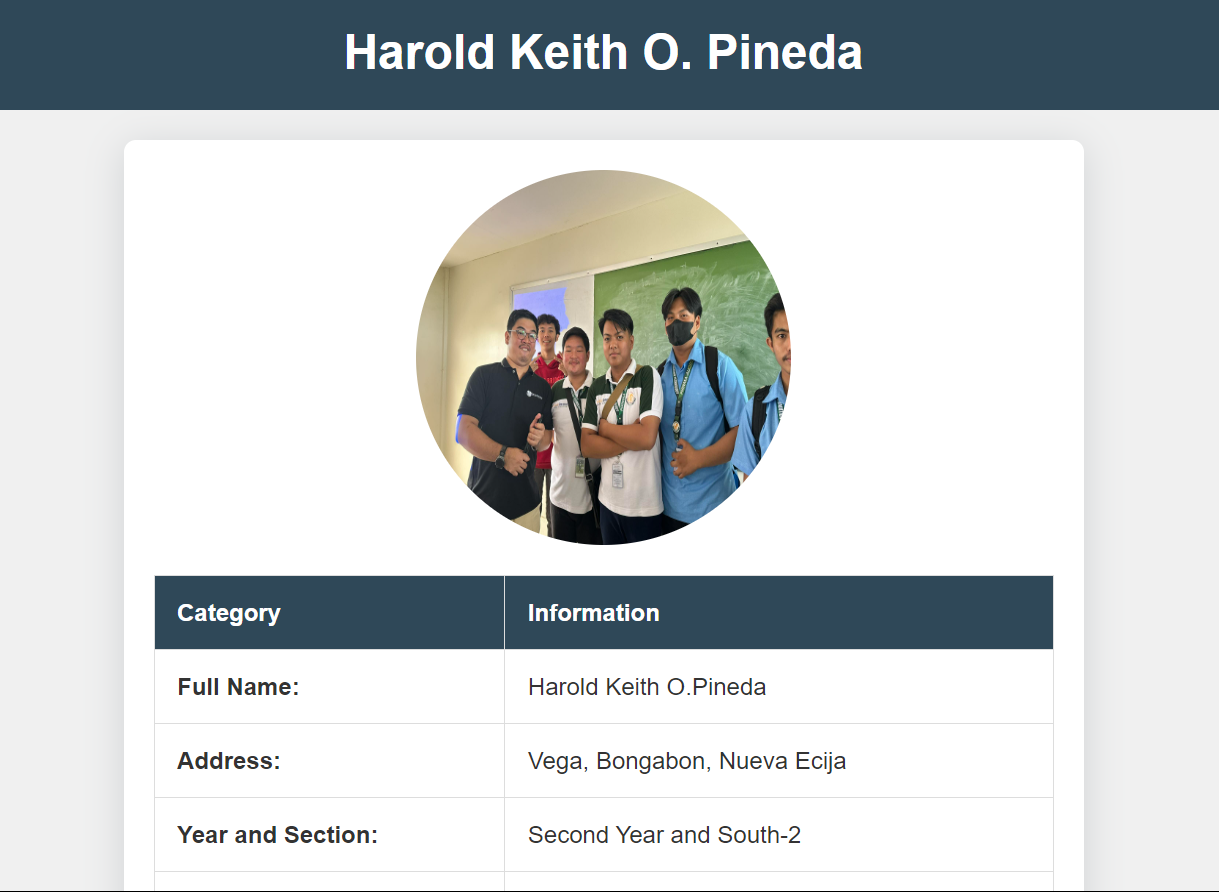 Harold Keith O. Pineda
Category Information
Full Name: Harold Keith O.Pineda
Address: Vega, Bongabon, Nueva Ecija
Year and Section: Second Year and South-2